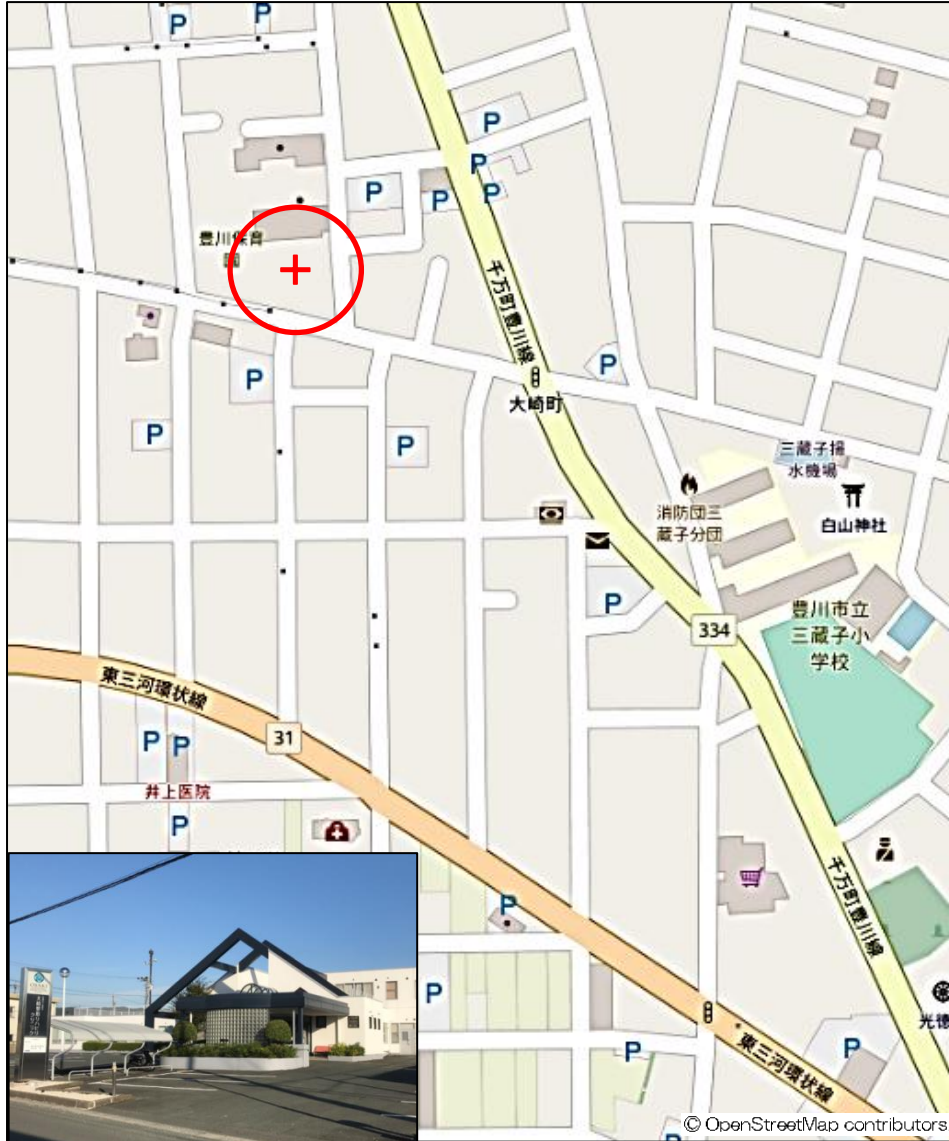 P
P
P
P
P
P
P
豊川保育
千万町豊川線
P
P
大崎町
P
P
三蔵子揚
水機場
消防団三
蔵子分団
白山神社
P
334
豊川市立
三蔵子小
学校
東三河環状線
31
P
P
井上医院
P
千万町豊川線
P
P
光徳
P
P
東三河環状線
P
© OpenStreetMap contributors